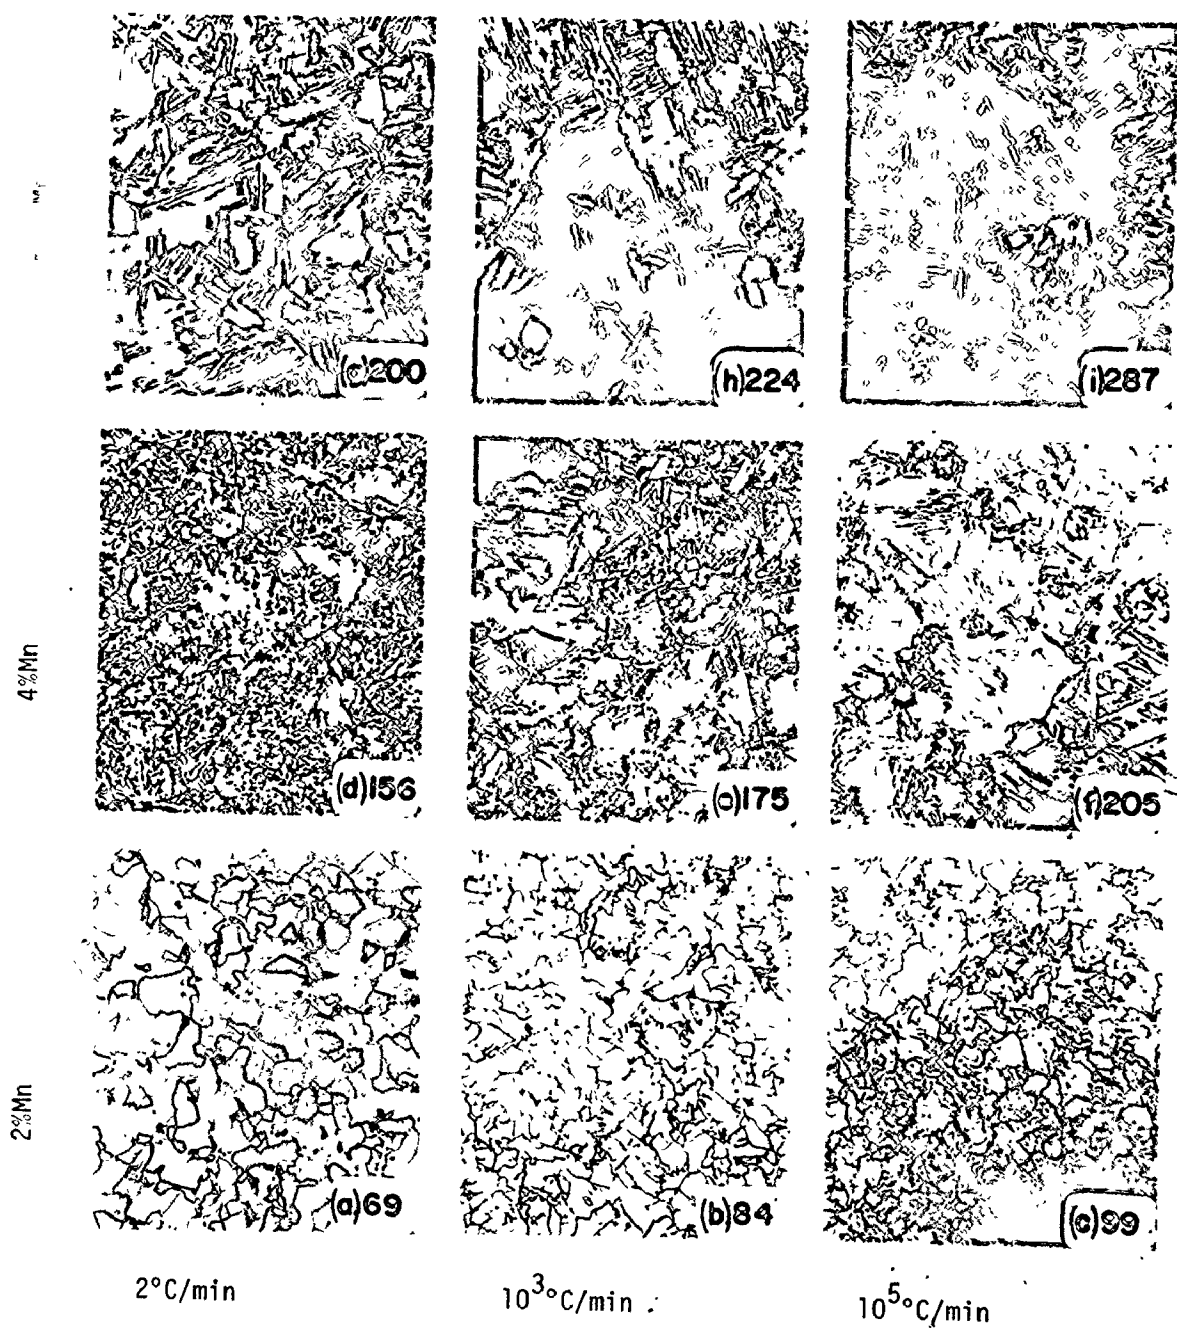 (g)200
(h)224
(i)287
4%Mn
(d)156
(e)175
(f)205
2%Mn
(a)69
(b)84
(c)99
2°C/min
10³°C/min
10⁵°C/min